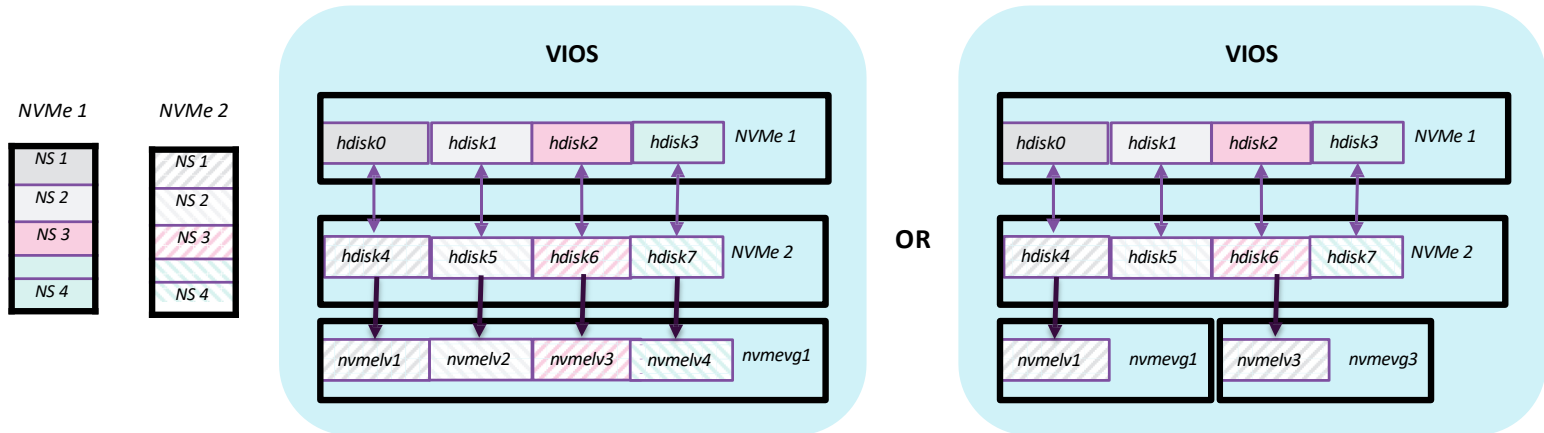 NVMe 1
NS 1
NS 2
NS 3
NS 4
NVMe 2
NS 1
NS 2
NS 3
NS 4
VIOS
hdisk0 hdisk1 hdisk2 hdisk3 NVMe 1
hdisk4 hdisk5 hdisk6 hdisk7 NVMe 2
nvmelv1 nvmelv2 nvmelv3 nvmelv4 nvmevg1
OR
VIOS
hdisk0 hdisk1 hdisk2 hdisk3 NVMe 1
hdisk4 hdisk5 hdisk6 hdisk7 NVMe 2
nvmelv1 nvmevg1 nvmelv3 nvmevg3